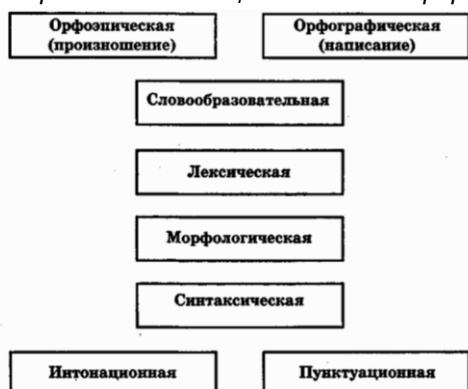 Орфоэпическая
(произношение)
Орфографическая
(написание)
Словообразовательная
Лексическая
Морфологическая
Синтаксическая
Интонационная
Пунктуационная